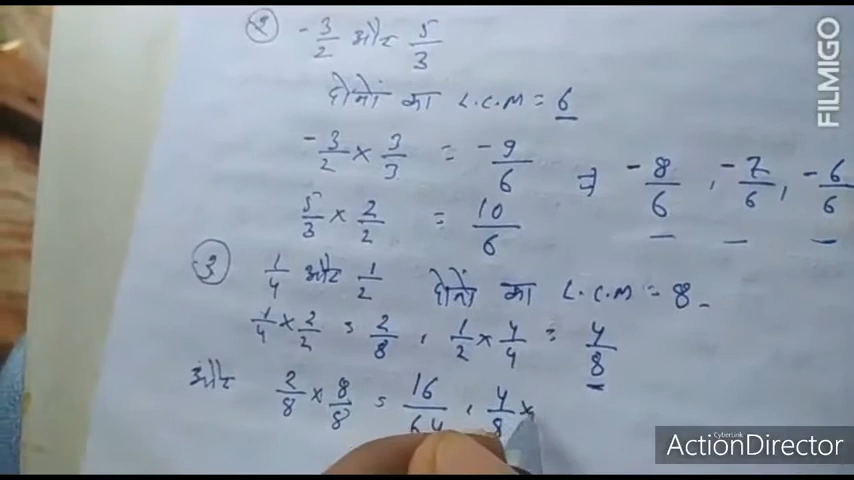 ② -3/2 और 5/3
दोनों का L.C.M = 6
-3/2 × 3/3 = -9/6 ⇒ -8/6, -7/6, -6/6
5/3 × 2/2 = 10/6
③ 1/4 और 1/2 दोनों का L.C.M = 8
1/4 × 2/2 = 2/8, 1/2 × 4/4 = 4/8
और 2/8 × 8/8 = 16/64, 4/8 ×
FILMIGO
CyberLink
ActionDirector